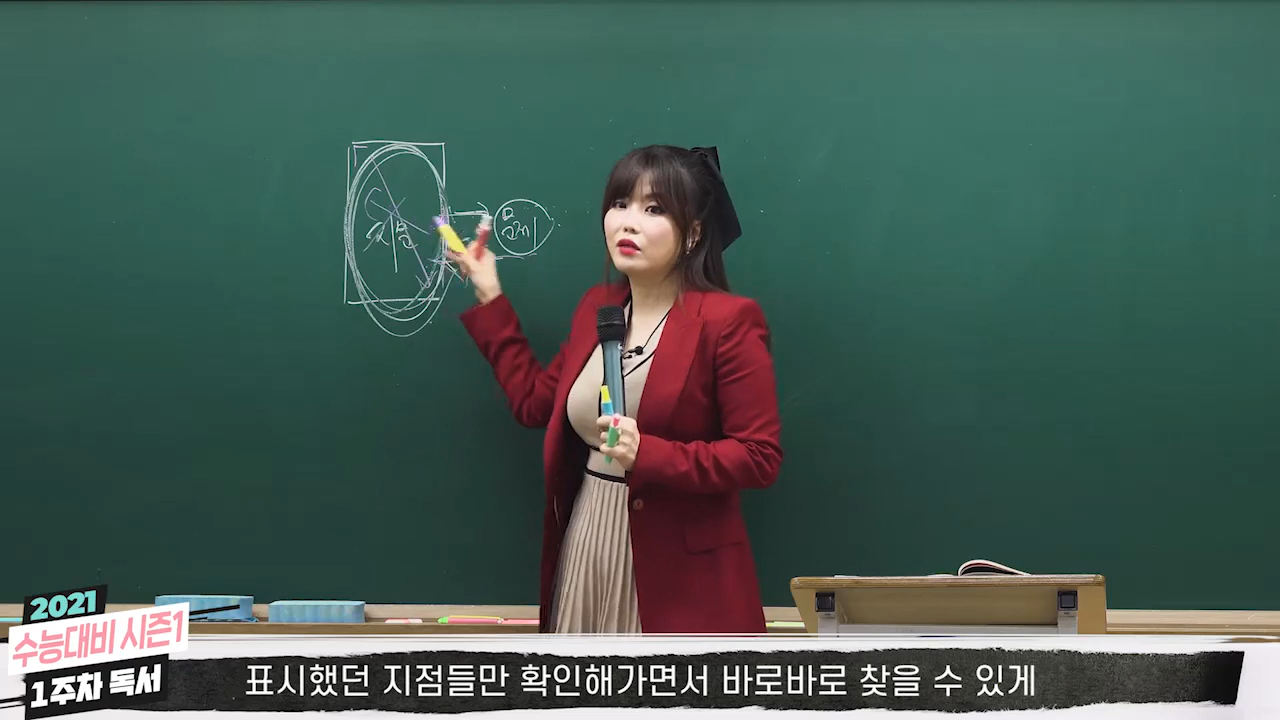 지문
문제
2021
수능대비 시즌1
1주차 독서
표시했던 지점들만 확인해가면서 바로바로 찾을 수 있게